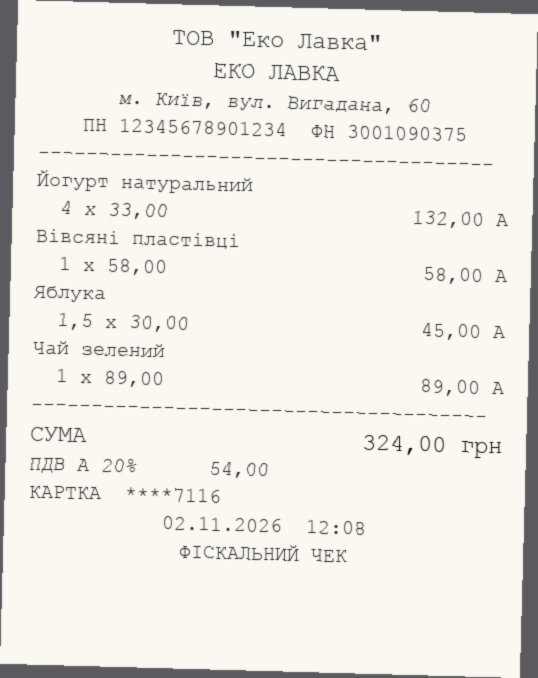 ТОВ "Еко Лавка"
ЕКО ЛАВКА
м. Київ, вул. Вигадана, 60
ПН 12345678901234 ФН 3001090375
--------------------------------------
Йогурт натуральний
4 x 33,00 132,00 А
Вівсяні пластівці
1 x 58,00 58,00 А
Яблука
1,5 x 30,00 45,00 А
Чай зелений
1 x 89,00 89,00 А
--------------------------------------
СУМА 324,00 грн
ПДВ А 20% 54,00
КАРТКА ****7116
02.11.2026 12:08
ФІСКАЛЬНИЙ ЧЕК